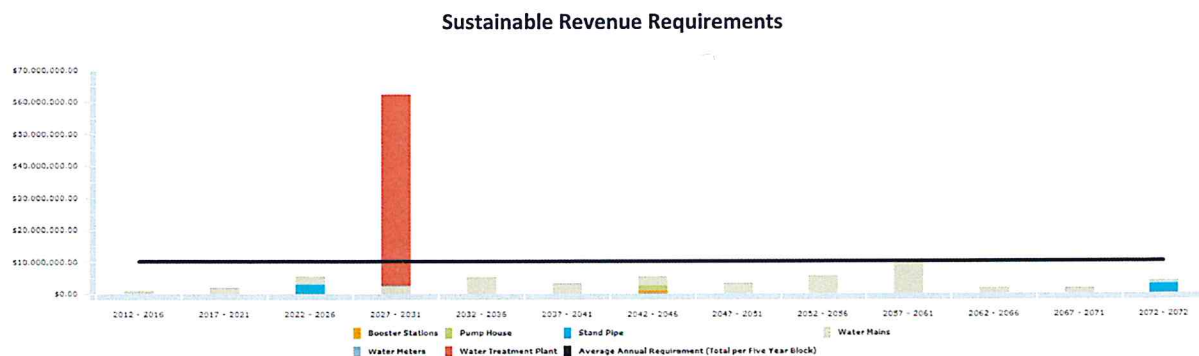 Sustainable Revenue Requirements
$70,000,000.00
$60,000,000.00
$50,000,000.00
$40,000,000.00
$30,000,000.00
$20,000,000.00
$10,000,000.00
$0.00
2012 - 2016 2017 - 2021 2022 - 2026 2027 - 2031 2032 - 2036 2037 - 2041 2042 - 2046 2047 - 2051 2052 - 2056 2057 - 2061 2062 - 2066 2067 - 2071 2072 - 2072
Booster Stations Pump House Stand Pipe Water Mains
Water Meters Water Treatment Plant Average Annual Requirement (Total per Five Year Block)